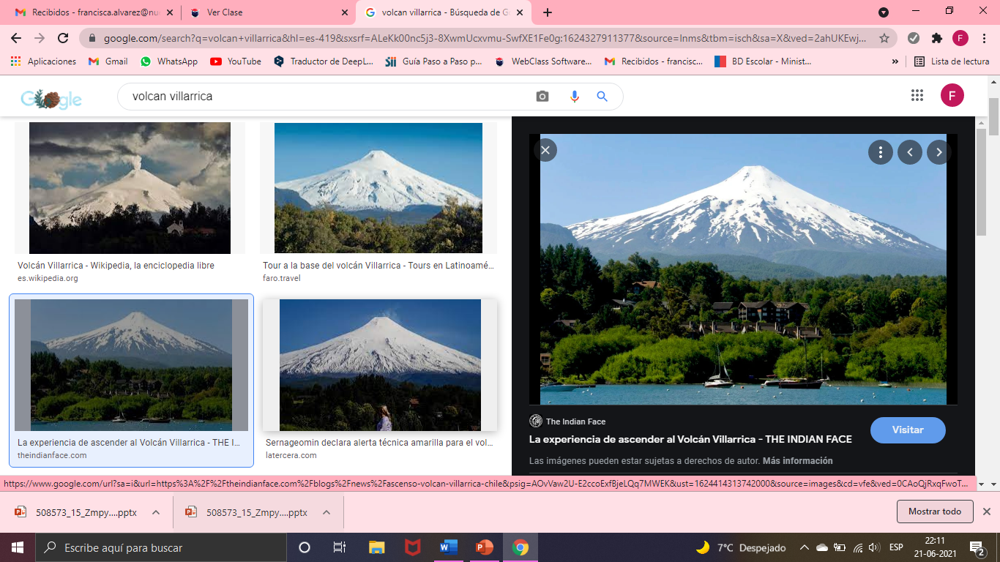 Recibidos - francisca.alvarez@nu
Ver Clase
volcan villarrica - Búsqueda de G
google.com/search?q=volcan+villarrica&hl=es-419&sxsrf=ALeKk00nc5j3-8XwmUcxvmu-SwfXE1Fe0g:1624327911377&source=lnms&tbm=isch&sa=X&ved=2ahUKEwj...
F
Aplicaciones
Gmail
WhatsApp
YouTube
Traductor de DeepL...
Guía Paso a Paso p...
WebClass Software...
Recibidos - francisc...
BD Escolar - Minist...
»
Lista de lectura
Google
volcan villarrica
F
Volcán Villarrica - Wikipedia, la enciclopedia libre
es.wikipedia.org
Tour a la base del volcán Villarrica - Tours en Latinoamé...
faro.travel
La experiencia de ascender al Volcán Villarrica - THE I...
theindianface.com
Sernageomin declara alerta técnica amarilla para el vol...
latercera.com
The Indian Face
La experiencia de ascender al Volcán Villarrica - THE INDIAN FACE
Visitar
Las imágenes pueden estar sujetas a derechos de autor. Más información
https://www.google.com/url?sa=i&url=https%3A%2F%2Ftheindianface.com%2Fblogs%2Fnews%2Fascenso-volcan-villarrica-chile&psig=AOvVaw2U-E2ccoExfBjeLQq7MWEK&ust=1624414313742000&source=images&cd=vfe&ved=0CAoQjRxqFwoT...
508573_15_Zmpy....pptx
508573_15_Zmpy....pptx
Mostrar todo
Escribe aquí para buscar
7°C Despejado
ESP
22:11
21-06-2021
2